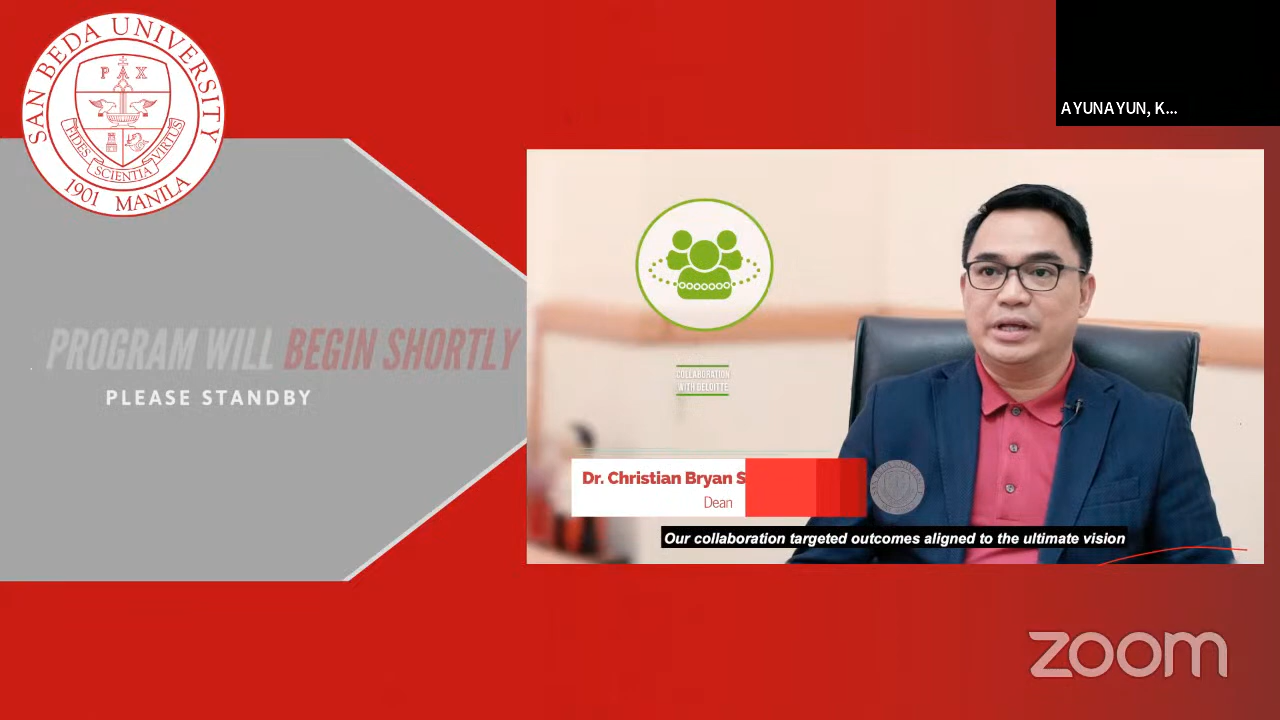 SAN BEDA UNIVERSITY
PAX
FIDES SCIENTIA VIRTUS
1901 MANILA
AYUNAYUN, K...
PROGRAM WILL BEGIN SHORTLY
PLEASE STANDBY
COLLABORATION
WITH DELOITTE
Dr. Christian Bryan S
Dean
Our collaboration targeted outcomes aligned to the ultimate vision
zoom